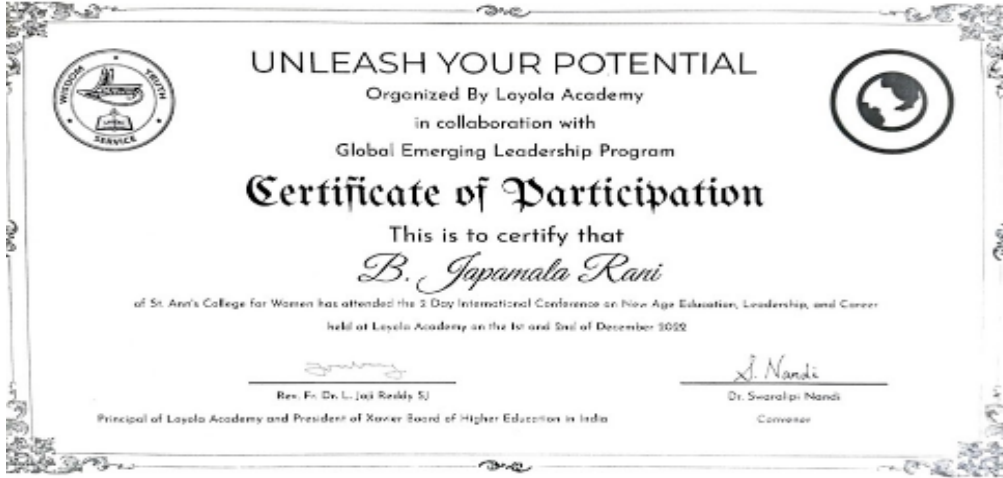 UNLEASH YOUR POTENTIAL
WISDOM TRUTH
SERVICE
Organized By Loyola Academy
in collaboration with
Global Emerging Leadership Program
Certificate of Participation
This is to certify that
B. Japamala Rani
of St. Ann's College for Women has attended the 2 Day International Conference on New Age Education, Leadership, and Career
held at Loyola Academy on the 1st and 2nd of December 2022
S. Nandi
Rev. Fr. Dr. L. Joji Reddy SJ
Dr. Swaralipi Nandi
Principal of Loyola Academy and President of Xavier Board of Higher Education in India
Convenor